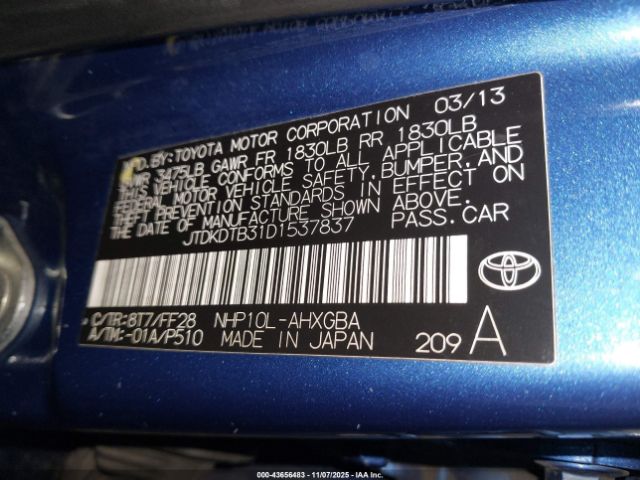 03/13
MFD.BY:TOYOTA MOTOR CORPORATION
GVWR 3475LB GAWR FR 1830LB RR 1830LB
THIS VEHICLE CONFORMS TO ALL APPLICABLE
FEDERAL MOTOR VEHICLE SAFETY,BUMPER,AND
THEFT PREVENTION STANDARDS IN EFFECT ON
THE DATE OF MANUFACTURE SHOWN ABOVE.
JTDKDTB31D1537837 PASS.CAR
C/TR:8T7/FF28 NHP10L-AHXGBA
A/TM:-01A/P510 MADE IN JAPAN 209 A
000-43656483 - 11/07/2025 - IAA Inc.